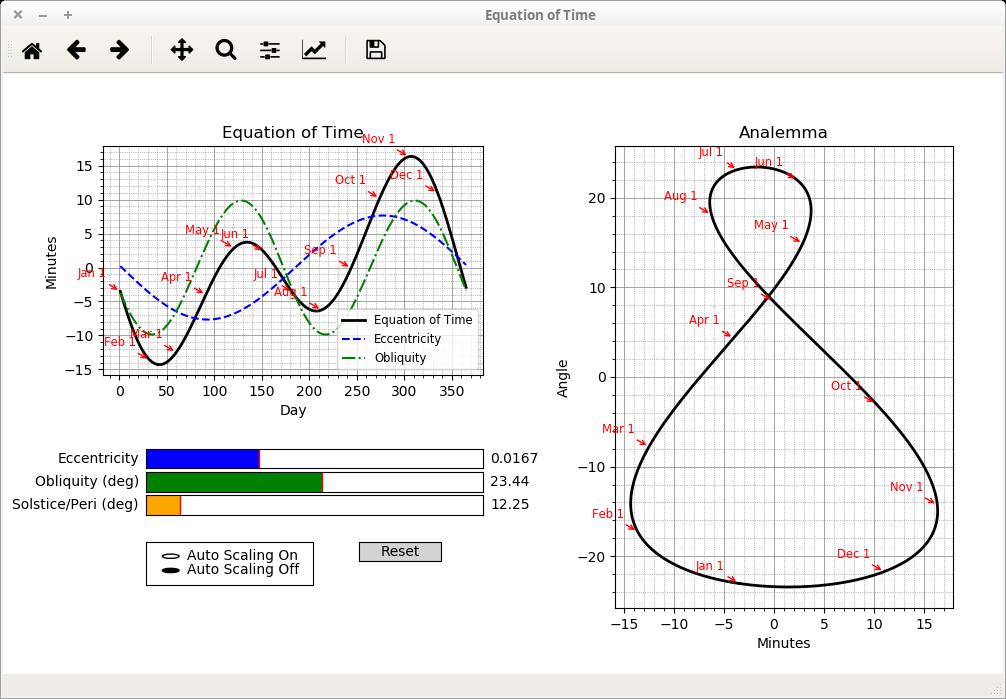 Equation of Time
Equation of Time
Minutes
15
10
5
0
−5
−10
−15
Jan 1
Feb 1
Mar 1
Apr 1
May 1
Jun 1
Jul 1
Aug 1
Sep 1
Oct 1
Nov 1
Dec 1
Equation of Time
Eccentricity
Obliquity
0 50 100 150 200 250 300 350
Day
Eccentricity 0.0167
Obliquity (deg) 23.44
Solstice/Peri (deg) 12.25
Auto Scaling On
Auto Scaling Off
Reset
Analemma
Angle
20
10
0
−10
−20
Jul 1
Jun 1
Aug 1
May 1
Sep 1
Apr 1
Oct 1
Mar 1
Nov 1
Feb 1
Dec 1
Jan 1
−15 −10 −5 0 5 10 15
Minutes